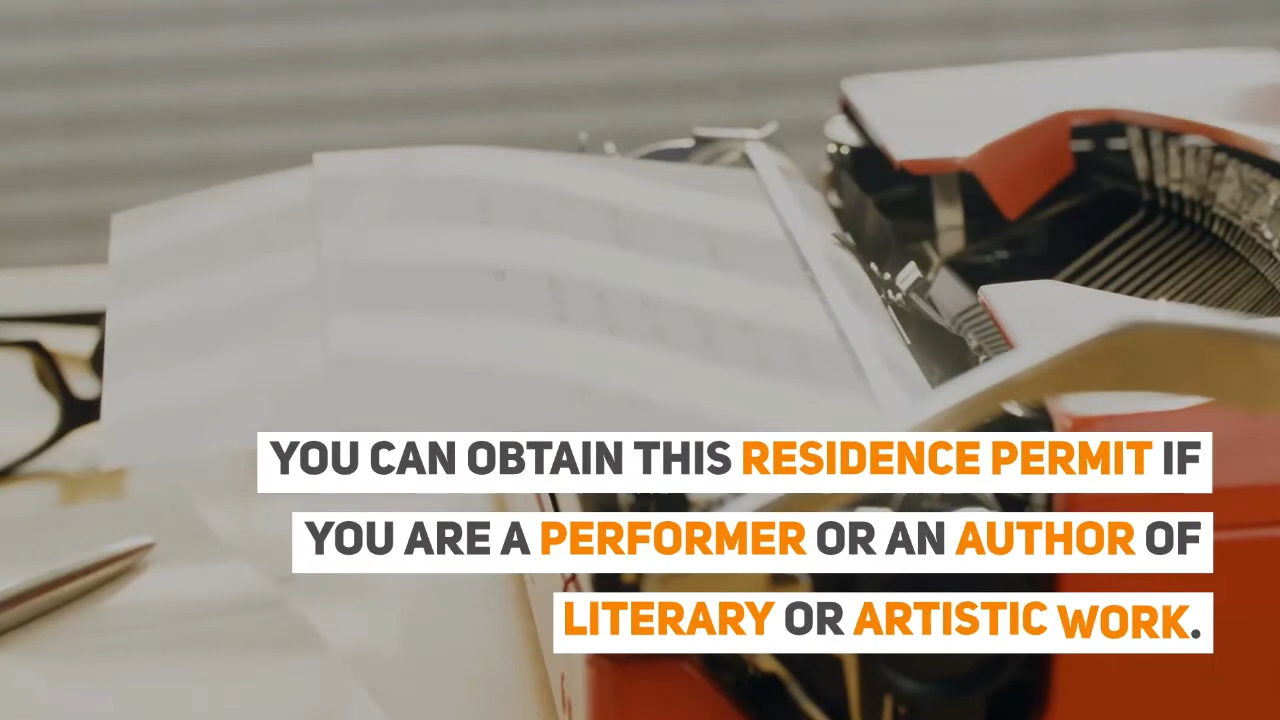 YOU CAN OBTAIN THIS RESIDENCE PERMIT IF
YOU ARE A PERFORMER OR AN AUTHOR OF
LITERARY OR ARTISTIC WORK.